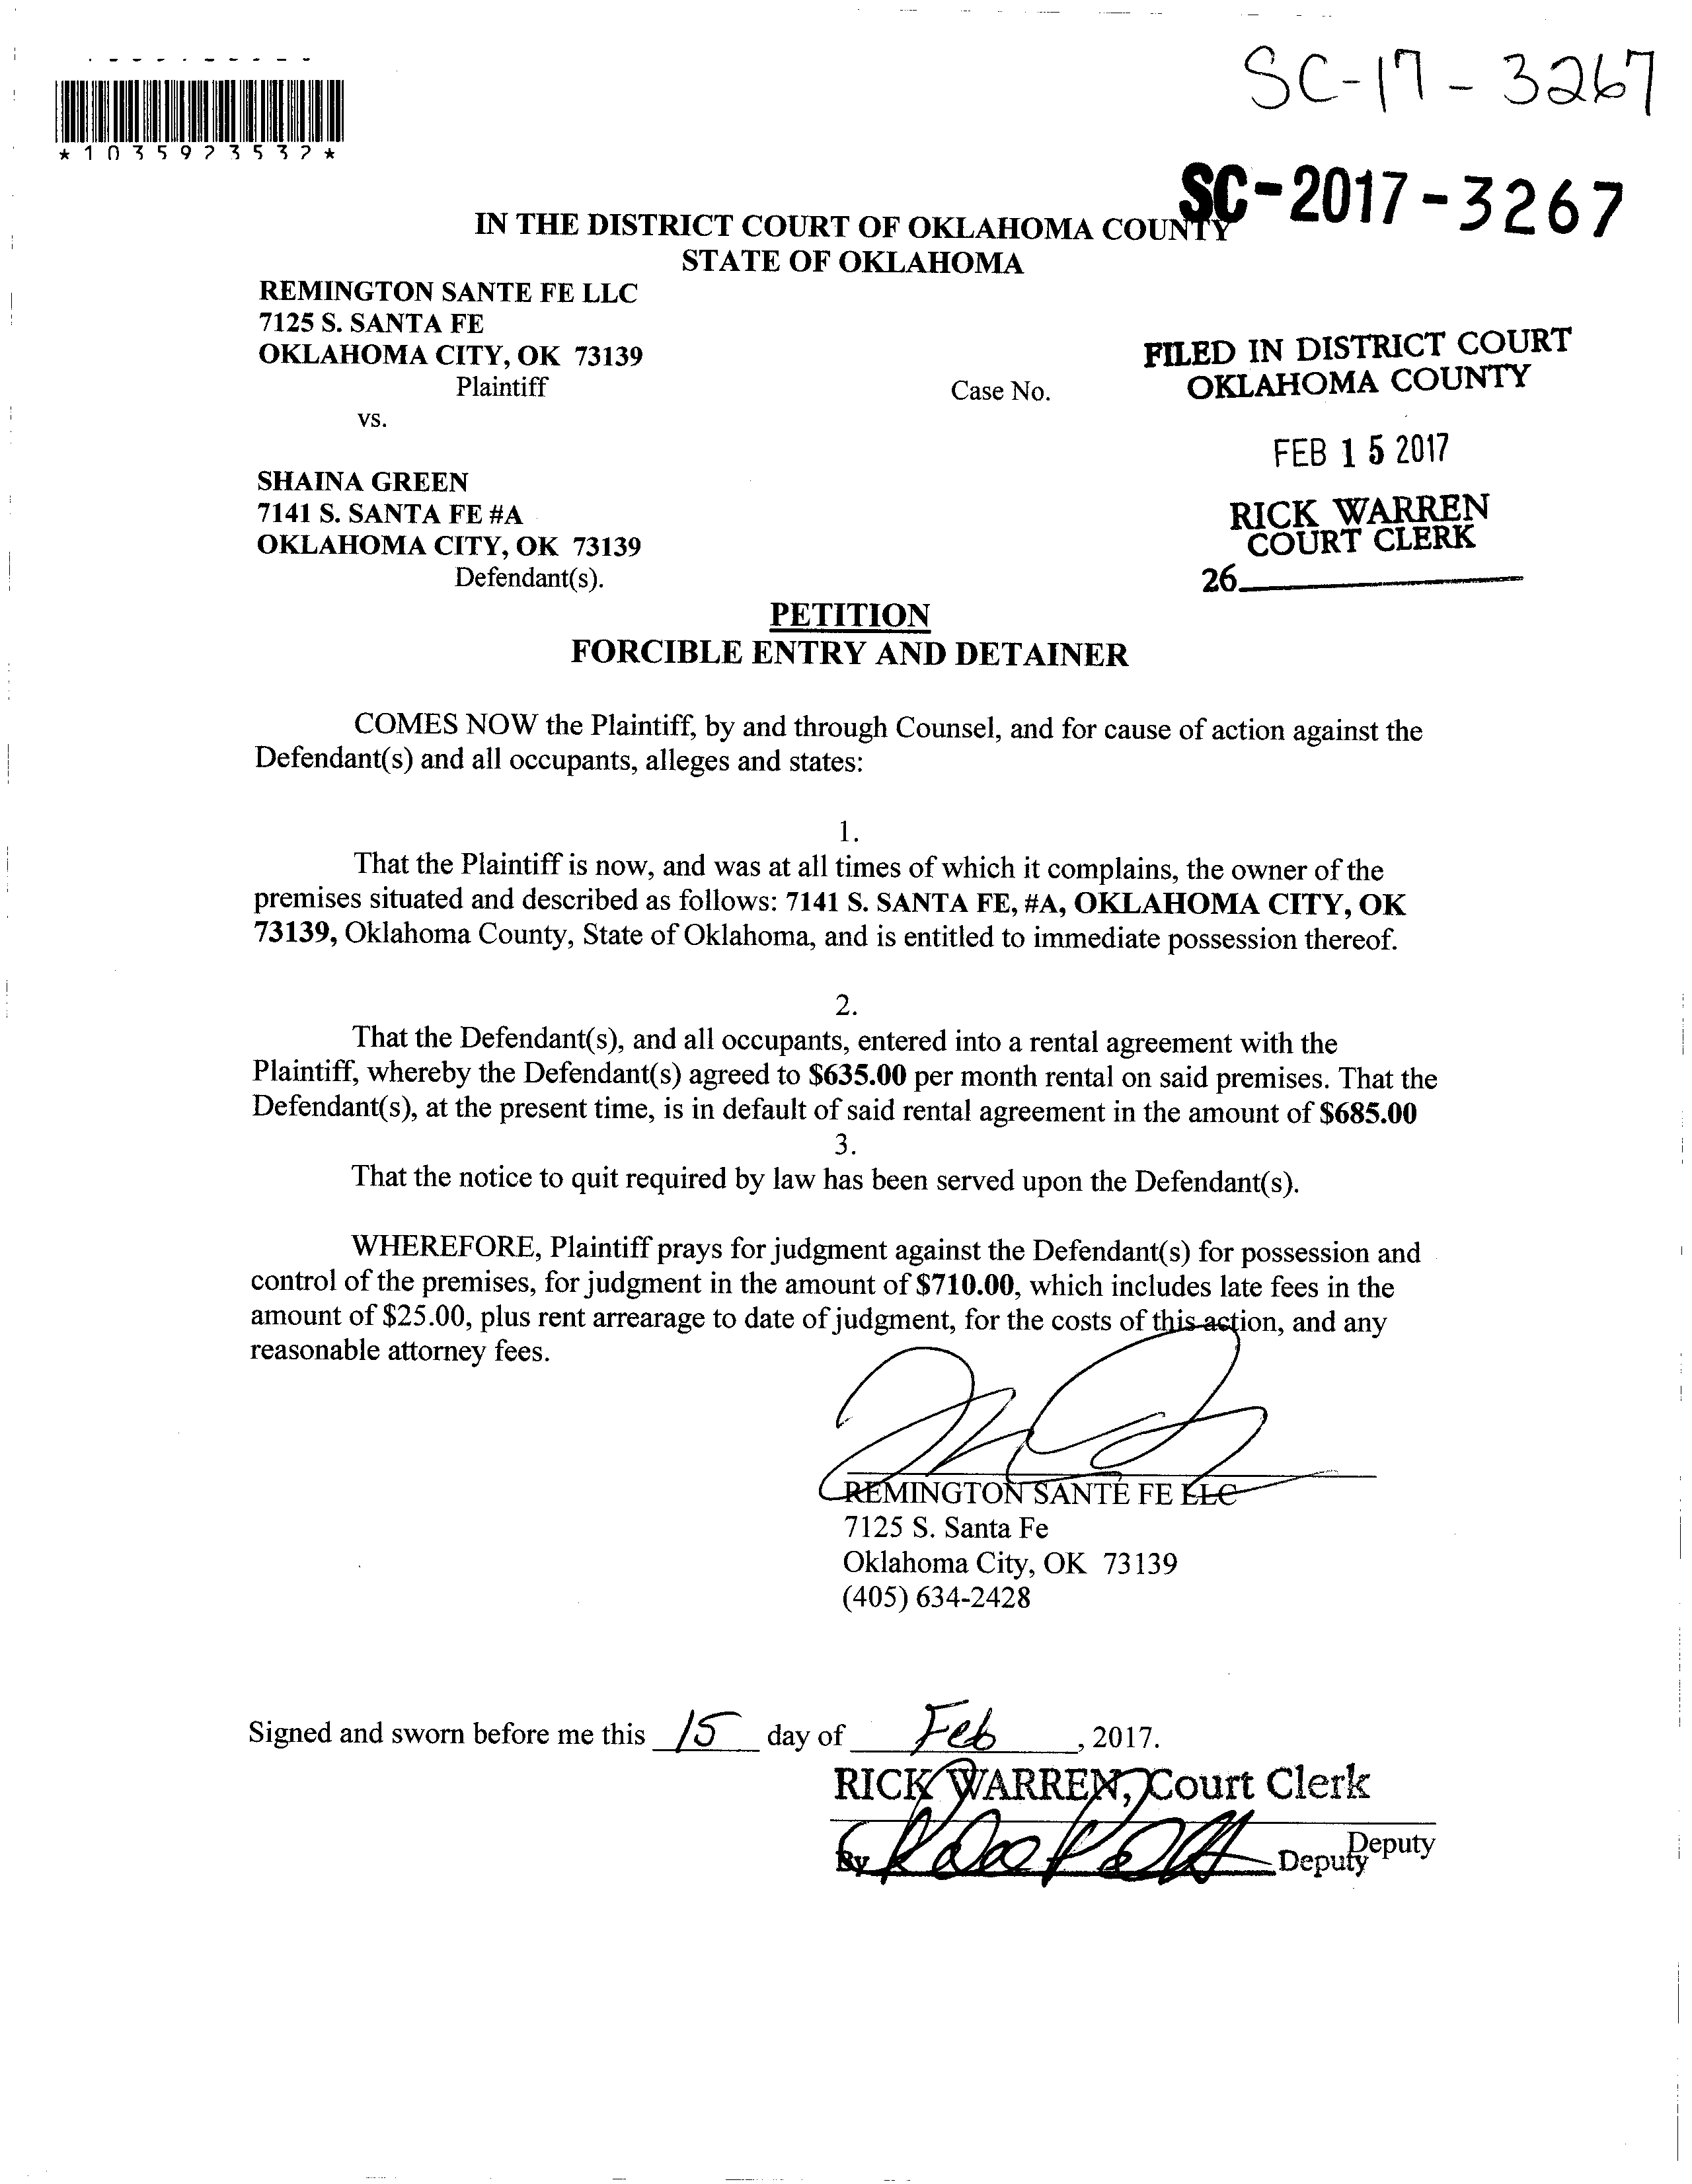 SC-17-3267
*1035923532*
SC-2017-3267
IN THE DISTRICT COURT OF OKLAHOMA COUNTY
STATE OF OKLAHOMA
REMINGTON SANTE FE LLC
7125 S. SANTA FE
OKLAHOMA CITY, OK 73139
Plaintiff
Case No.
vs.
FILED IN DISTRICT COURT
OKLAHOMA COUNTY
FEB 15 2017
RICK WARREN
COURT CLERK
26
SHAINA GREEN
7141 S. SANTA FE #A
OKLAHOMA CITY, OK 73139
Defendant(s).
PETITION
FORCIBLE ENTRY AND DETAINER
COMES NOW the Plaintiff, by and through Counsel, and for cause of action against the
Defendant(s) and all occupants, alleges and states:
1.
That the Plaintiff is now, and was at all times of which it complains, the owner of the
premises situated and described as follows: 7141 S. SANTA FE, #A, OKLAHOMA CITY, OK
73139, Oklahoma County, State of Oklahoma, and is entitled to immediate possession thereof.
2.
That the Defendant(s), and all occupants, entered into a rental agreement with the
Plaintiff, whereby the Defendant(s) agreed to $635.00 per month rental on said premises. That the
Defendant(s), at the present time, is in default of said rental agreement in the amount of $685.00
3.
That the notice to quit required by law has been served upon the Defendant(s).
WHEREFORE, Plaintiff prays for judgment against the Defendant(s) for possession and
control of the premises, for judgment in the amount of $710.00, which includes late fees in the
amount of $25.00, plus rent arrearage to date of judgment, for the costs of this action, and any
reasonable attorney fees.
REMINGTON SANTE FE LLC
7125 S. Santa Fe
Oklahoma City, OK 73139
(405) 634-2428
Signed and sworn before me this 15 day of Feb, 2017.
RICK WARREN, Court Clerk
Deputy
By Deputy